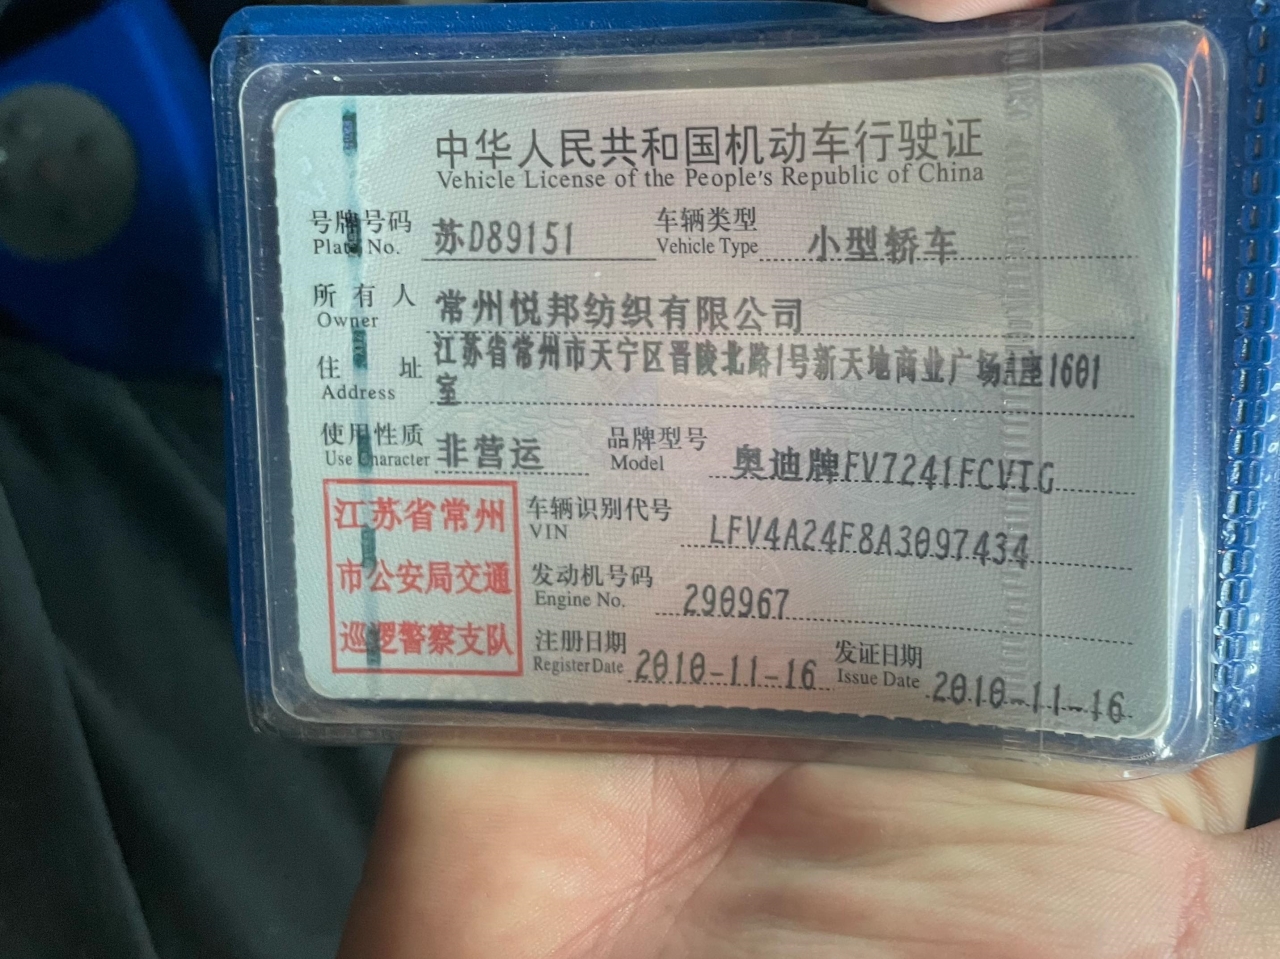 中华人民共和国机动车行驶证
Vehicle License of the People's Republic of China
号牌号码 苏D89151 车辆类型 小型轿车
Plate No. Vehicle Type
所有人 常州悦邦纺织有限公司
Owner
住址 江苏省常州市天宁区晋陵北路1号新天地商业广场A座1601
Address 室
使用性质 非营运 品牌型号 奥迪牌FV7241FCVTG
Use Character Model
江苏省常州 车辆识别代号 LFV4A24F8A3097434
VIN
市公安局交通 发动机号码 290967
Engine No.
巡逻警察支队 注册日期 2010-11-16 发证日期 2010-11-16
Register Date Issue Date